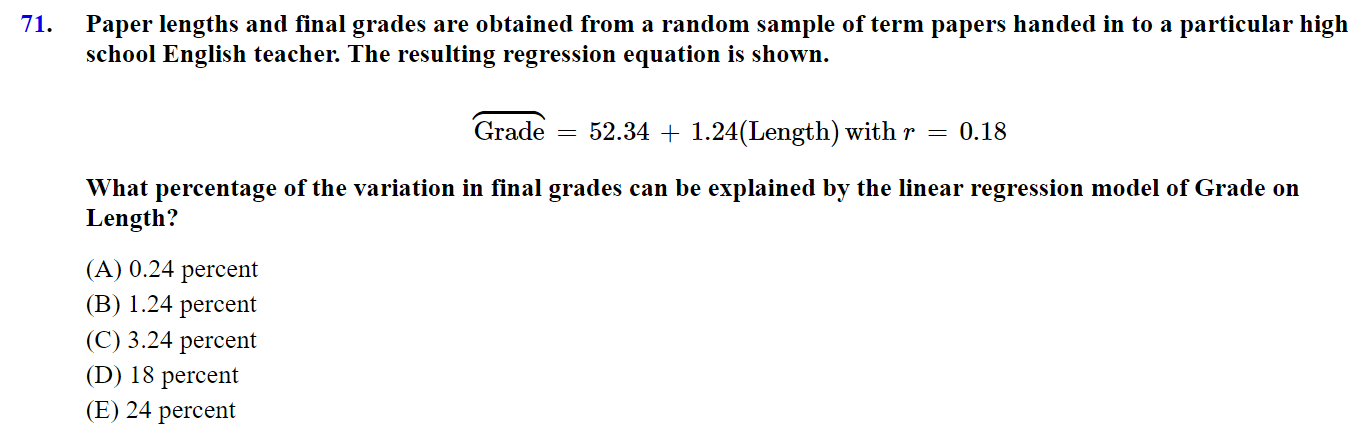 71. Paper lengths and final grades are obtained from a random sample of term papers handed in to a particular high
school English teacher. The resulting regression equation is shown.
Grade = 52.34 + 1.24(Length) with r = 0.18
What percentage of the variation in final grades can be explained by the linear regression model of Grade on
Length?
(A) 0.24 percent
(B) 1.24 percent
(C) 3.24 percent
(D) 18 percent
(E) 24 percent